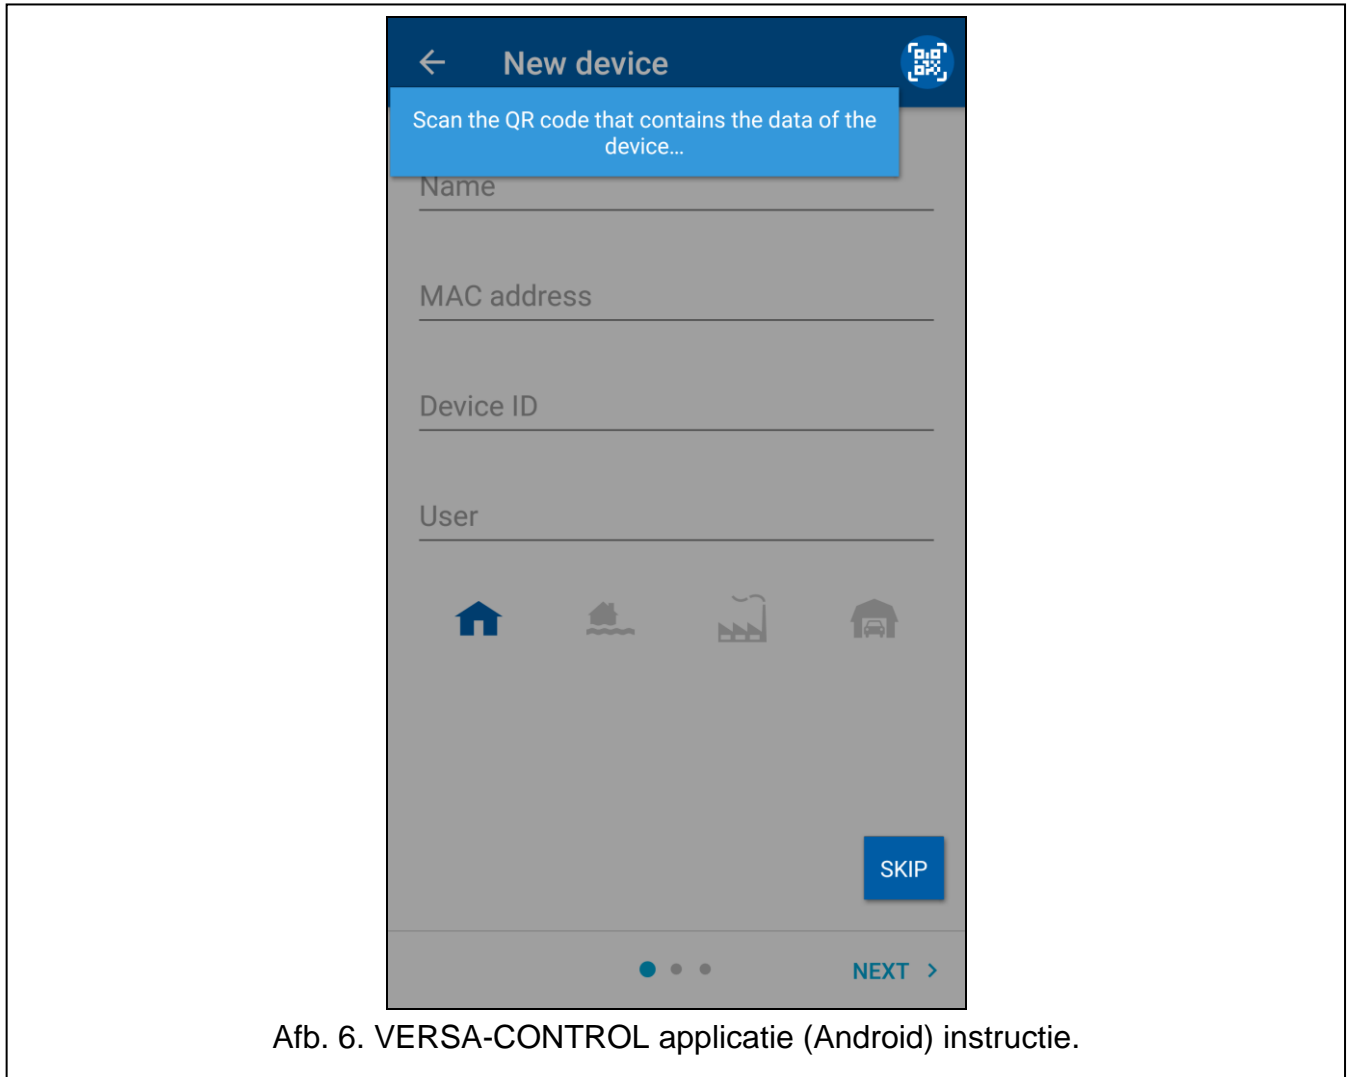 New device
Scan the QR code that contains the data of the
device...
Name
MAC address
Device ID
User
SKIP
NEXT
Afb. 6. VERSA-CONTROL applicatie (Android) instructie.